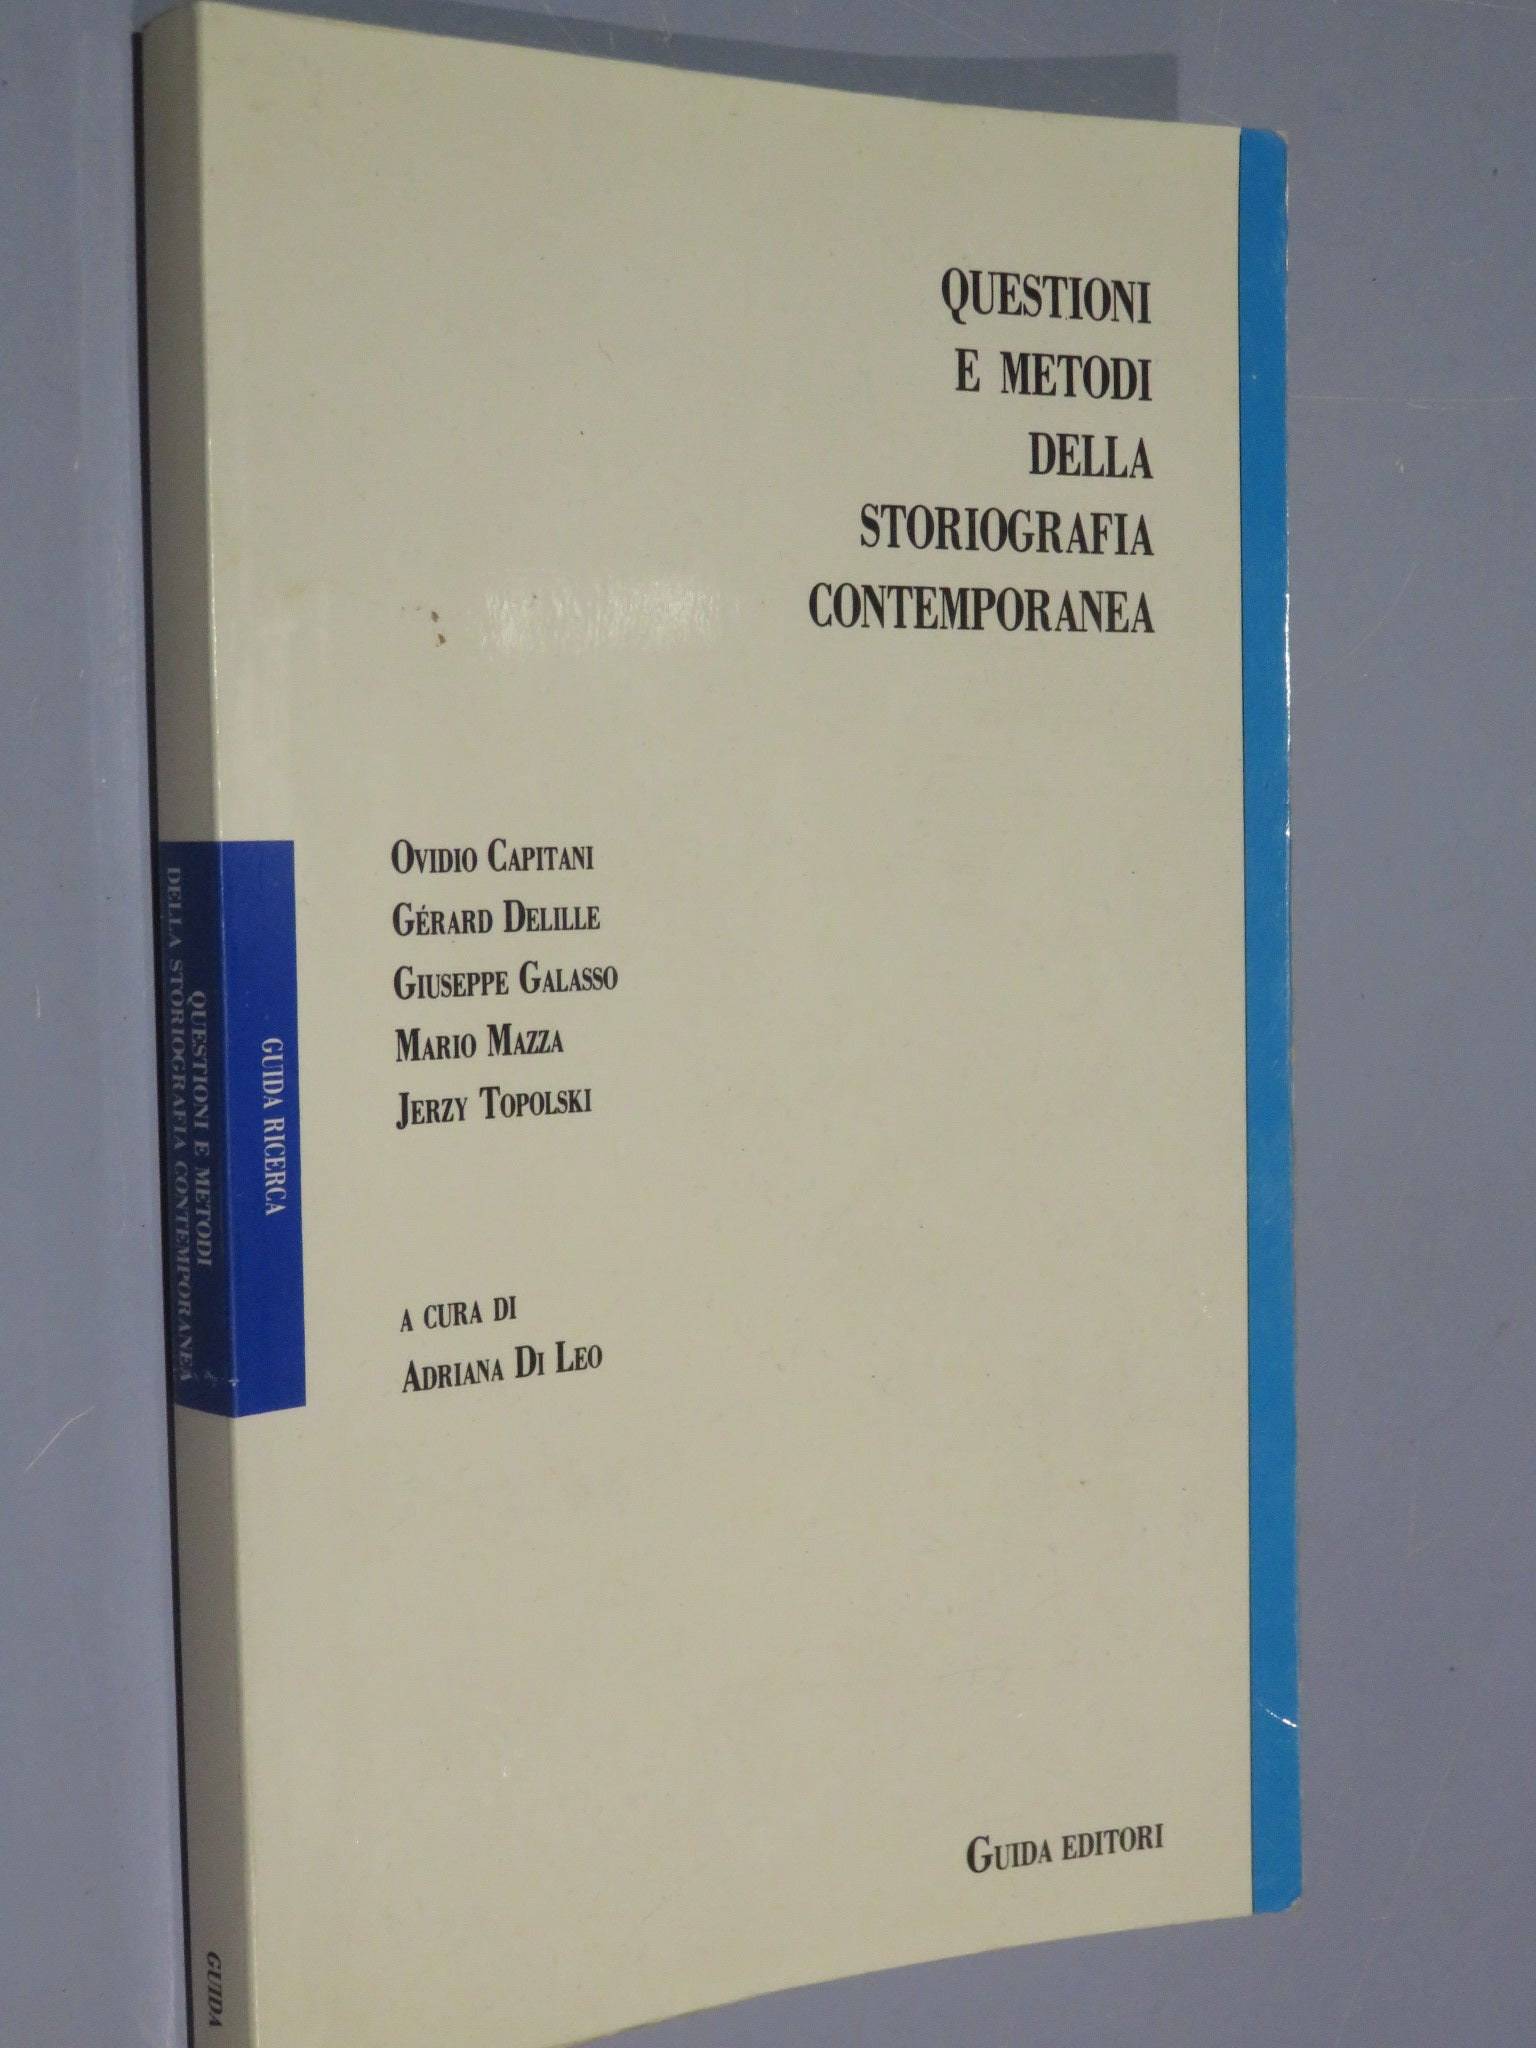 QUESTIONI
E METODI
DELLA
STORIOGRAFIA
CONTEMPORANEA
OVIDIO CAPITANI
GÉRARD DELILLE
GIUSEPPE GALASSO
MARIO MAZZA
JERZY TOPOLSKI
A CURA DI
ADRIANA DI LEO
GUIDA EDITORI
GUIDA RICERCA
QUESTIONI E METODI
DELLA STORIOGRAFIA CONTEMPORANEA
GUIDA